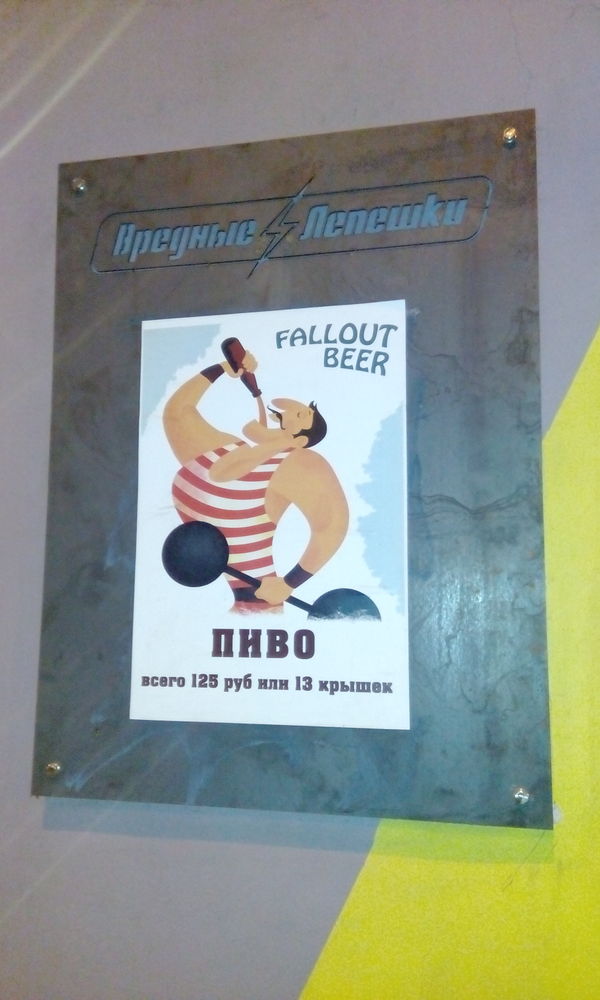 Вредные Лепешки
FALLOUT
BEER
ПИВО
всего 125 руб или 13 крышек